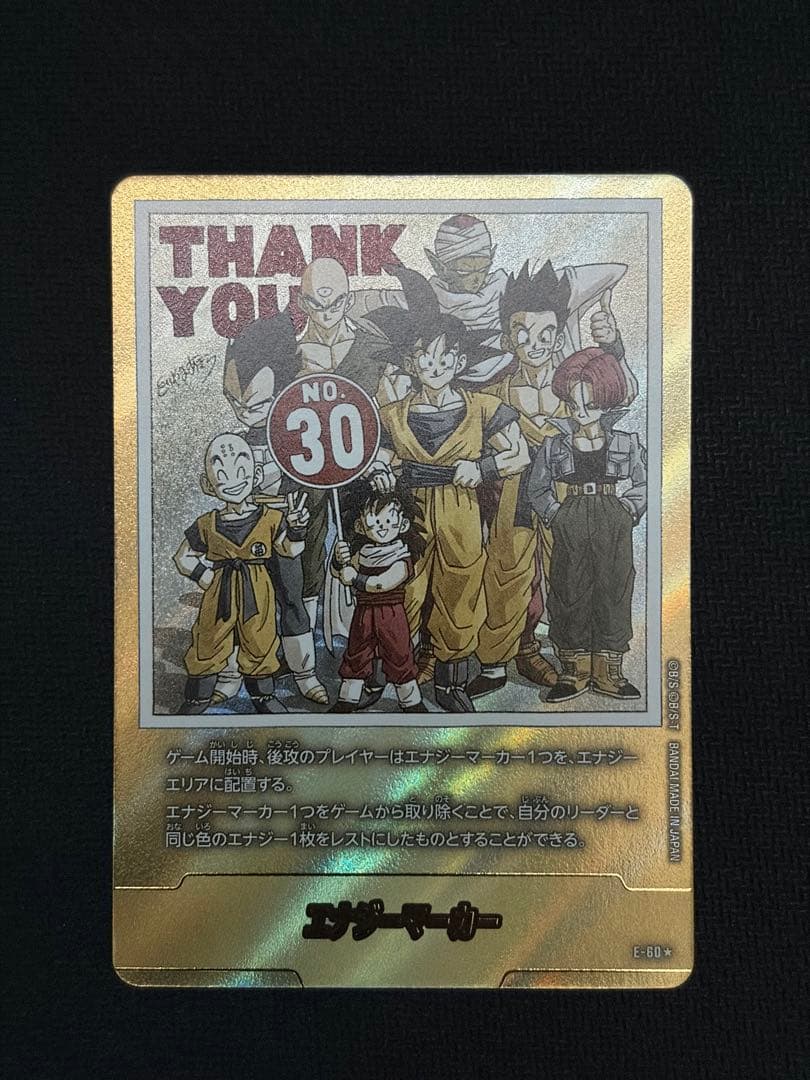 THANK
YOU
NO.
30
ゲーム開始時、後攻のプレイヤーはエナジーマーカー1つを、エナジー
エリアに配置する。
エナジーマーカー1つをゲームから取り除くことで、自分のリーダーと
同じ色のエナジー1枚をレストにしたものとすることができる。
©B/S ©B/S・T BANDAI MADE IN JAPAN
エナジーマーカー
E-60★